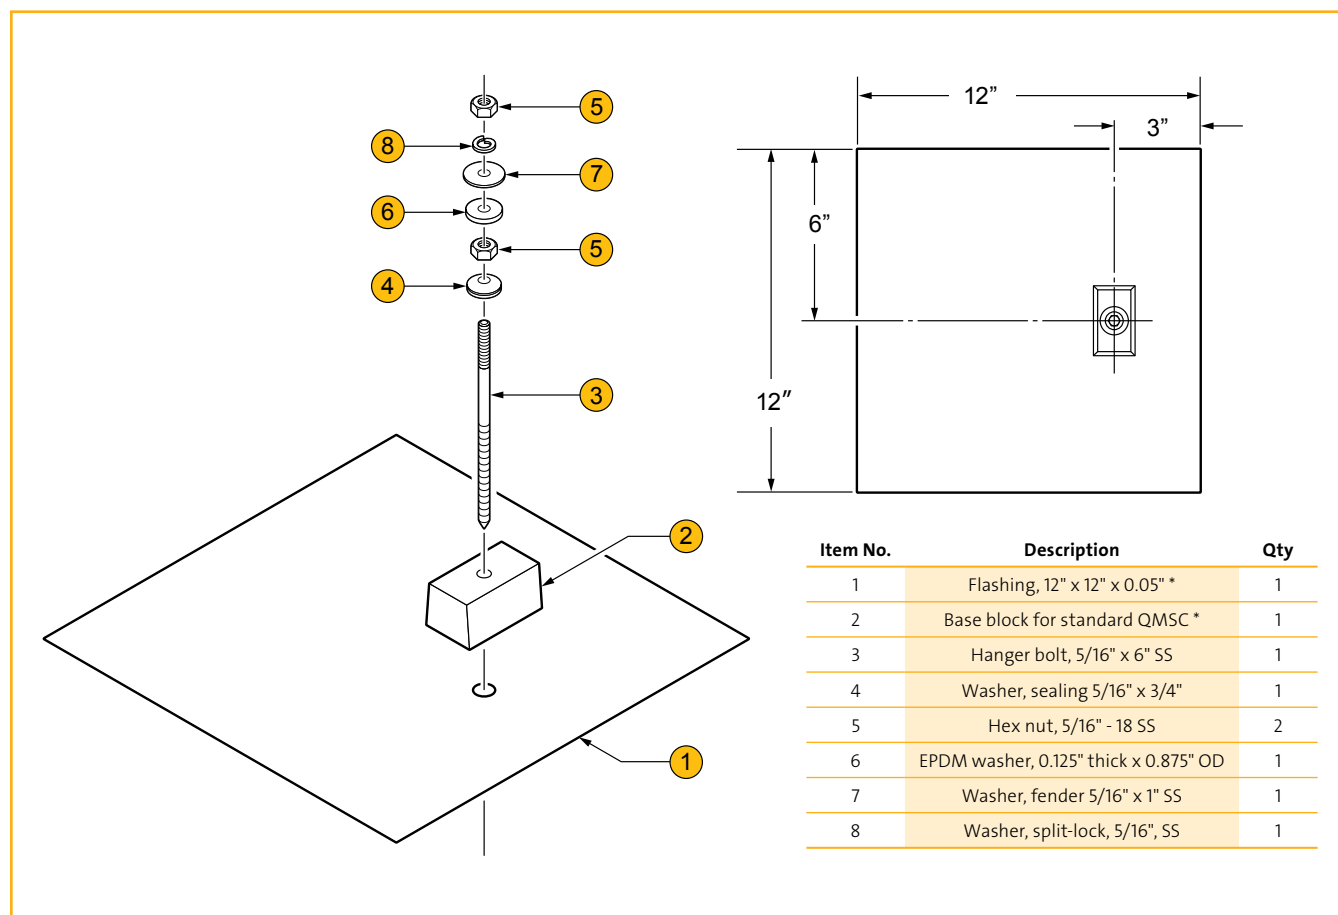 5
8
7
6
5
4
3
2
1
12”
3”
6”
12”
Item No. Description Qty
1 Flashing, 12" x 12" x 0.05" * 1
2 Base block for standard QMSC * 1
3 Hanger bolt, 5/16" x 6" SS 1
4 Washer, sealing 5/16" x 3/4" 1
5 Hex nut, 5/16" - 18 SS 2
6 EPDM washer, 0.125" thick x 0.875" OD 1
7 Washer, fender 5/16" x 1" SS 1
8 Washer, split-lock, 5/16", SS 1